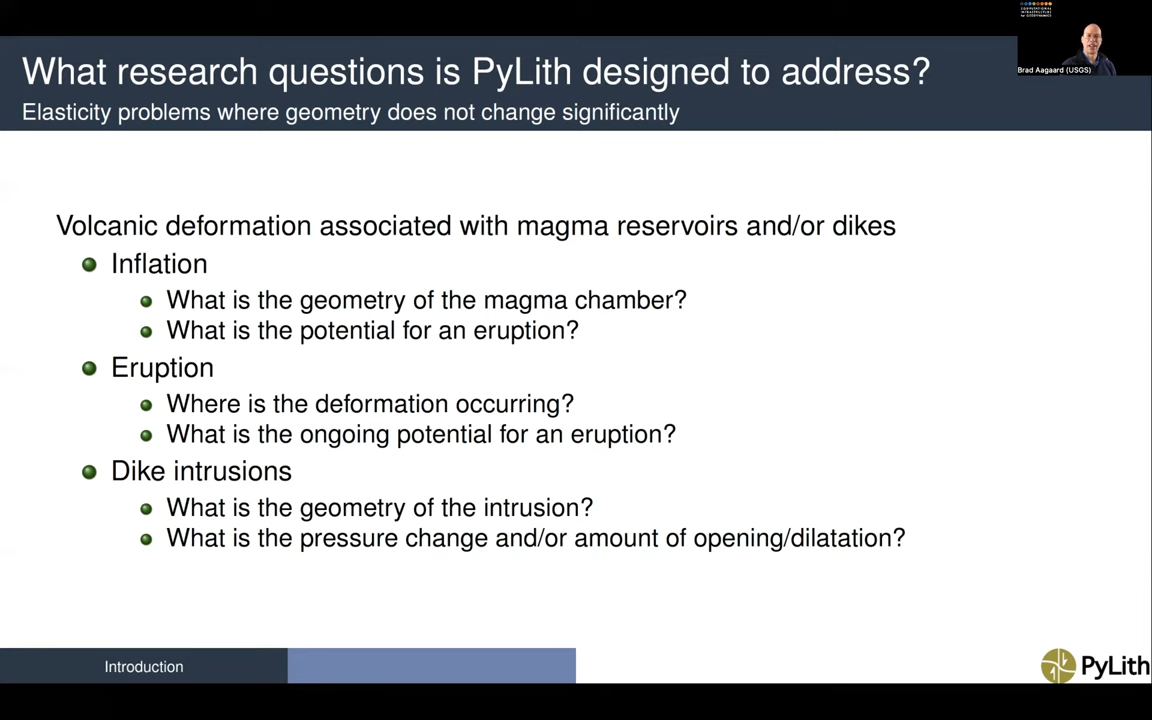 COMPUTATIONAL
INFRASTRUCTURE
for GEODYNAMICS
Brad Aagaard (USGS)
What research questions is PyLith designed to address?
Elasticity problems where geometry does not change significantly
Volcanic deformation associated with magma reservoirs and/or dikes
Inflation
What is the geometry of the magma chamber?
What is the potential for an eruption?
Eruption
Where is the deformation occurring?
What is the ongoing potential for an eruption?
Dike intrusions
What is the geometry of the intrusion?
What is the pressure change and/or amount of opening/dilatation?
Introduction
PyLith